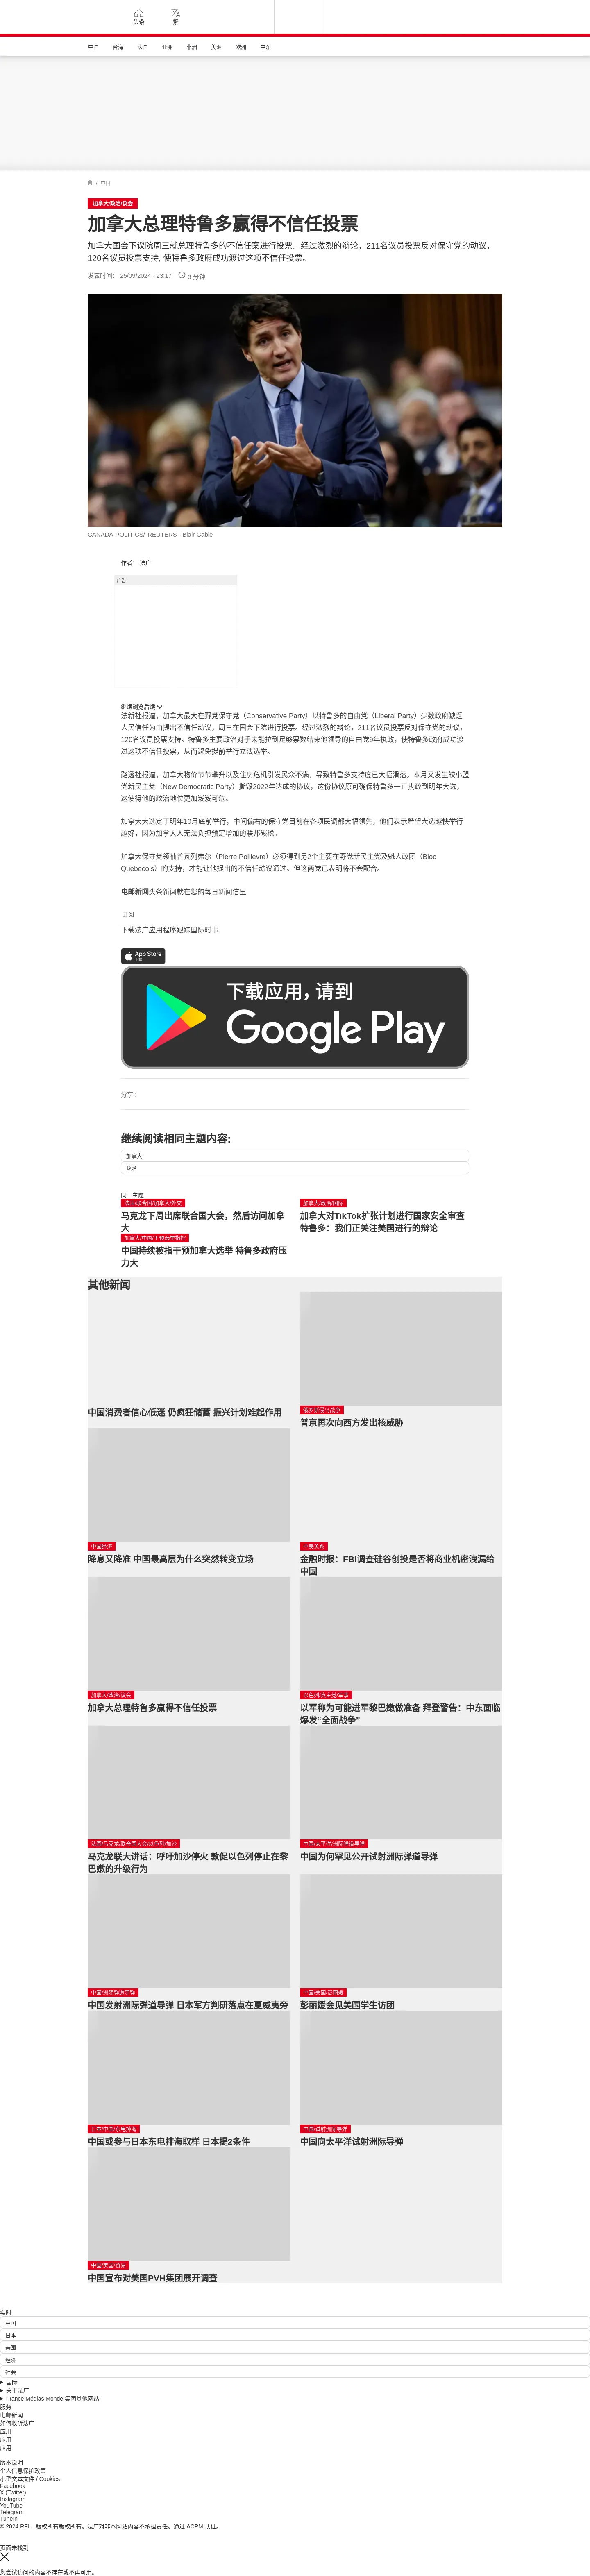 头条
繁
中国
台海
法国
亚洲
非洲
美洲
欧洲
中东
/ 中国
加拿大/政治/议会
加拿大总理特鲁多赢得不信任投票
加拿大国会下议院周三就总理特鲁多的不信任案进行投票。经过激烈的辩论，211名议员投票反对保守党的动议，
120名议员投票支持, 使特鲁多政府成功渡过这项不信任投票。
发表时间： 25/09/2024 - 23:17
3 分钟
CANADA-POLITICS/ REUTERS - Blair Gable
作者： 法广
广告
继续浏览后续
法新社报道，加拿大最大在野党保守党（Conservative Party）以特鲁多的自由党（Liberal Party）少数政府缺乏
人民信任为由提出不信任动议，周三在国会下院进行投票。经过激烈的辩论，211名议员投票反对保守党的动议，
120名议员投票支持。特鲁多主要政治对手未能拉到足够票数结束他领导的自由党9年执政，使特鲁多政府成功渡
过这项不信任投票，从而避免提前举行立法选举。
路透社报道，加拿大物价节节攀升以及住房危机引发民众不满，导致特鲁多支持度已大幅滑落。本月又发生较小盟
党新民主党（New Democratic Party）撕毁2022年达成的协议，这份协议原可确保特鲁多一直执政到明年大选，
这使得他的政治地位更加岌岌可危。
加拿大大选定于明年10月底前举行，中间偏右的保守党目前在各项民调都大幅领先，他们表示希望大选越快举行
越好，因为加拿大人无法负担预定增加的联邦碳税。
加拿大保守党领袖普瓦列弗尔（Pierre Poilievre）必须得到另2个主要在野党新民主党及魁人政团（Bloc
Quebecois）的支持，才能让他提出的不信任动议通过。但这两党已表明将不会配合。
电邮新闻头条新闻就在您的每日新闻信里
订阅
下载法广应用程序跟踪国际时事
App Store
下载
下载应用，请到
Google Play
分享 :
继续阅读相同主题内容:
加拿大
政治
同一主题
法国/联合国/加拿大/外交
马克龙下周出席联合国大会，然后访问加拿
大
加拿大/政治/国际
加拿大对TikTok扩张计划进行国家安全审查
特鲁多：我们正关注美国进行的辩论
加拿大/中国/干预选举指控
中国持续被指干预加拿大选举 特鲁多政府压
力大
其他新闻
中国消费者信心低迷 仍疯狂储蓄 振兴计划难起作用
俄罗斯侵乌战争
普京再次向西方发出核威胁
中国经济
降息又降准 中国最高层为什么突然转变立场
中美关系
金融时报：FBI调查硅谷创投是否将商业机密洩漏给
中国
加拿大/政治/议会
加拿大总理特鲁多赢得不信任投票
以色列/真主党/军事
以军称为可能进军黎巴嫩做准备 拜登警告：中东面临
爆发“全面战争”
法国/马克龙/联合国大会/以色列/加沙
马克龙联大讲话：呼吁加沙停火 敦促以色列停止在黎
巴嫩的升级行为
中国/太平洋/洲际弹道导弹
中国为何罕见公开试射洲际弹道导弹
中国/洲际弹道导弹
中国发射洲际弹道导弹 日本军方判研落点在夏威夷旁
中国/美国/彭丽媛
彭丽媛会见美国学生访团
日本/中国/东电排海
中国或参与日本东电排海取样 日本提2条件
中国/试射洲际导弹
中国向太平洋试射洲际导弹
中国/美国/贸易
中国宣布对美国PVH集团展开调查
实时
中国
日本
美国
经济
社会
国际
关于法广
France Médias Monde 集团其他网站
服务
电邮新闻
如何收听法广
应用
应用
应用
版本说明
个人信息保护政策
小型文本文件 / Cookies
Facebook
X (Twitter)
Instagram
YouTube
Telegram
TuneIn
© 2024 RFI – 版权所有版权所有。法广对非本网站内容不承担责任。通过 ACPM 认证。
页面未找到
您尝试访问的内容不存在或不再可用。